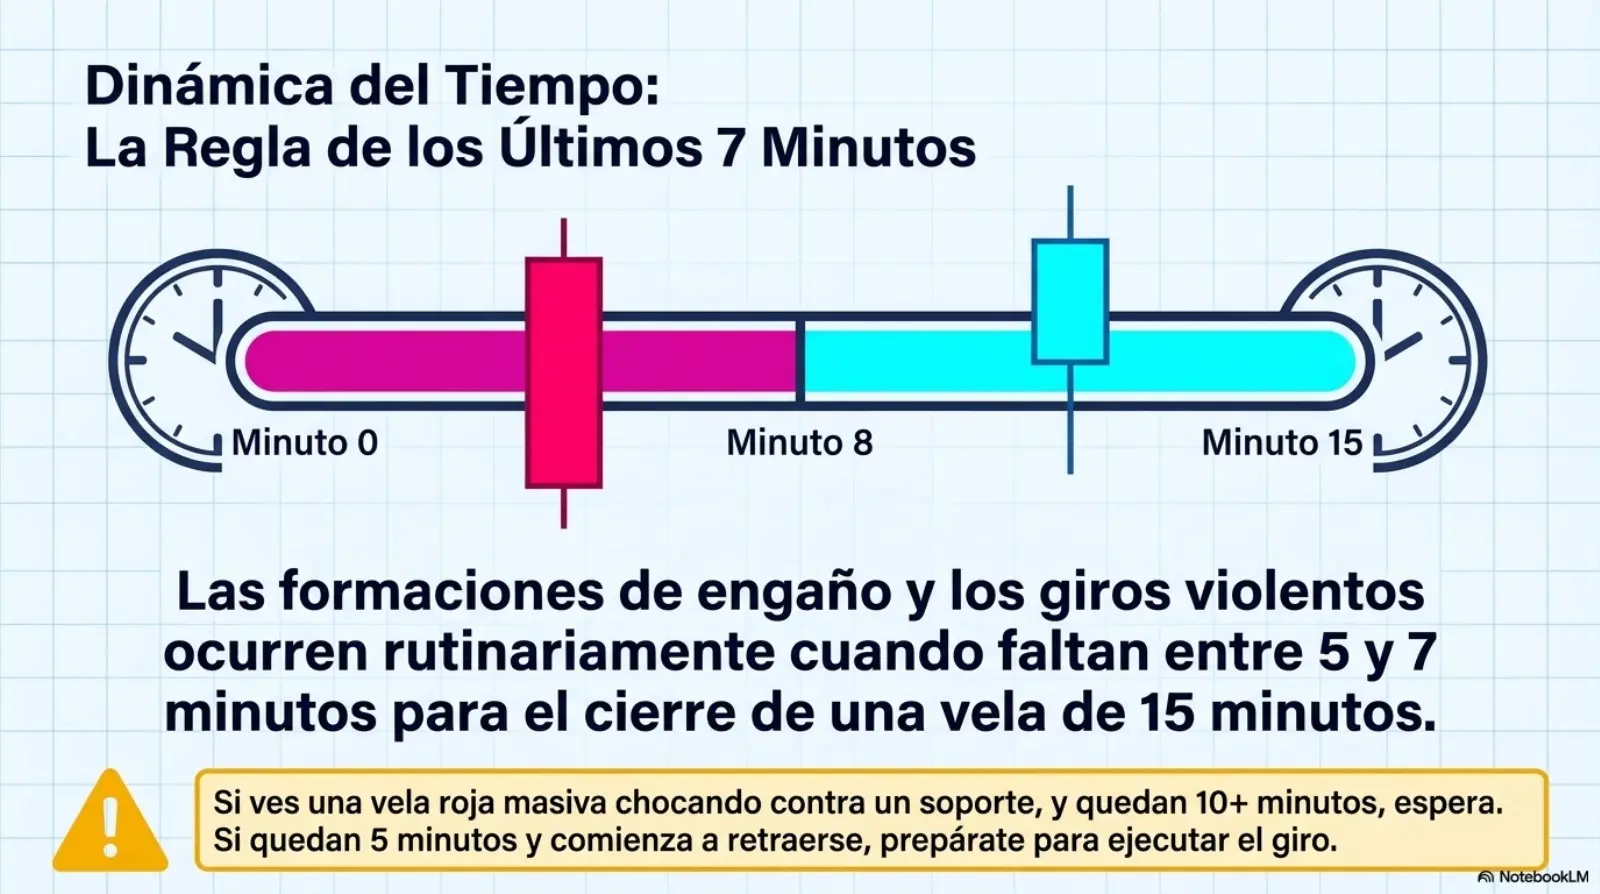 Dinámica del Tiempo:
La Regla de los Últimos 7 Minutos
Minuto 0
Minuto 8
Minuto 15
Las formaciones de engaño y los giros violentos
ocurren rutinariamente cuando faltan entre 5 y 7
minutos para el cierre de una vela de 15 minutos.
Si ves una vela roja masiva chocando contra un soporte, y quedan 10+ minutos, espera.
Si quedan 5 minutos y comienza a retraerse, prepárate para ejecutar el giro.
NotebookLM